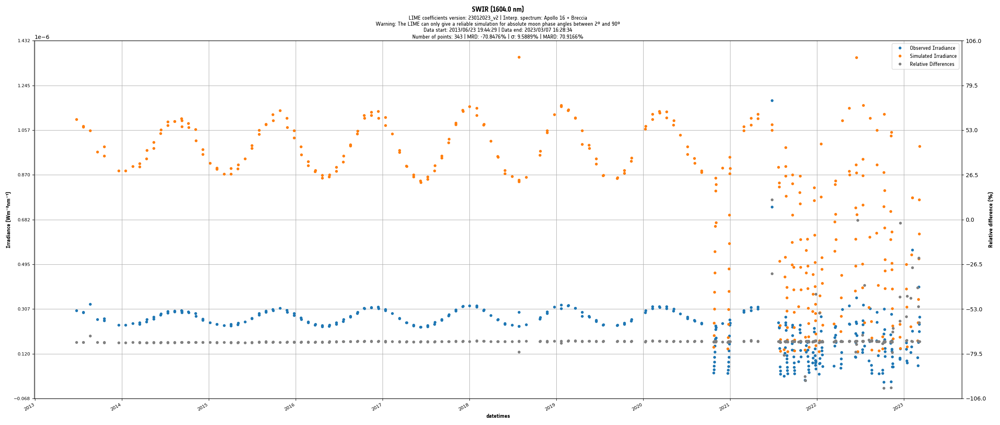 SWIR (1604.0 nm)
LIME coefficients version: 23012023_v2 | Interp. spectrum: Apollo 16 + Breccia
Warning: The LIME can only give a reliable simulation for absolute moon phase angles between 2º and 90º
Data start: 2013/06/23 19:44:29 | Data end: 2023/03/07 16:28:34
Number of points: 343 | MRD: -70.8476% | σ: 9.5889% | MARD: 70.9166%
1e−6
1.432
1.245
1.057
0.870
0.682
0.495
0.307
0.120
−0.068
Irradiance (Wm⁻²nm⁻¹)
Observed Irradiance
Simulated Irradiance
Relative Differences
106.0
79.5
53.0
26.5
0.0
−26.5
−53.0
−79.5
−106.0
Relative difference (%)
2013
2014
2015
2016
2017
2018
2019
2020
2021
2022
2023
datetimes